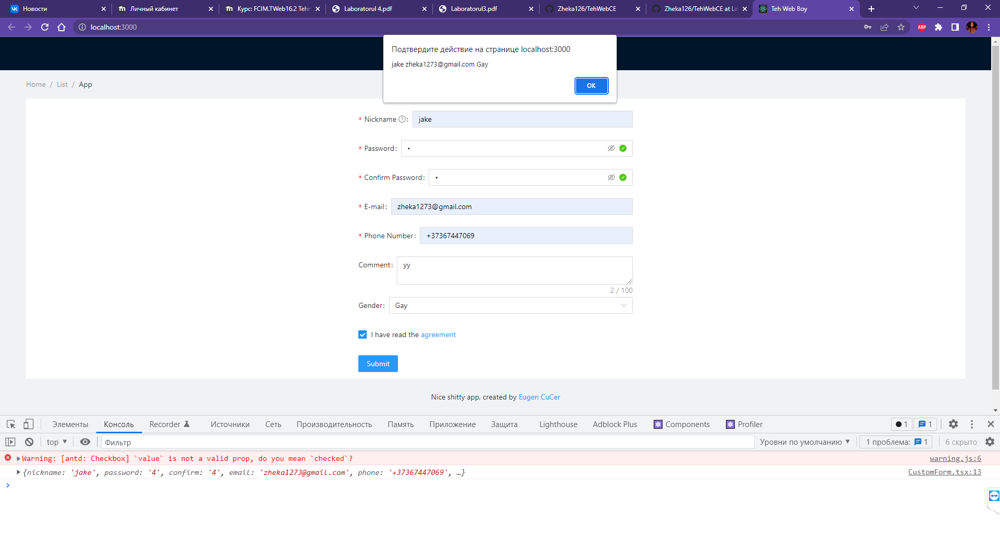 Новости
Личный кабинет
Курс: FCIM.TWeb16.2 Tehn
Laboratorul 4.pdf
Laboratorul3.pdf
Zheka126/TehWebCE
Zheka126/TehWebCE at La
Teh Web Boy
localhost:3000
ABP
Подтвердите действие на странице localhost:3000
jake zheka1273@gmail.com Gay
OK
Home / List / App
* Nickname ? : jake
* Password: •
* Confirm Password: •
* E-mail: zheka1273@gmail.com
* Phone Number: +37367447069
Comment: yy
2 / 100
Gender: Gay
I have read the agreement
Submit
Nice shitty app, created by Eugen CuCer
Элементы Консоль Recorder Источники Сеть Производительность Память Приложение Защита Lighthouse Adblock Plus Components Profiler 1 1
top Фильтр Уровни по умолчанию 1 проблема: 1 6 скрыто
Warning: [antd: Checkbox] `value` is not a valid prop, do you mean `checked`? warning.js:6
{nickname: 'jake', password: '4', confirm: '4', email: 'zheka1273@gmail.com', phone: '+37367447069', …} CustomForm.tsx:13